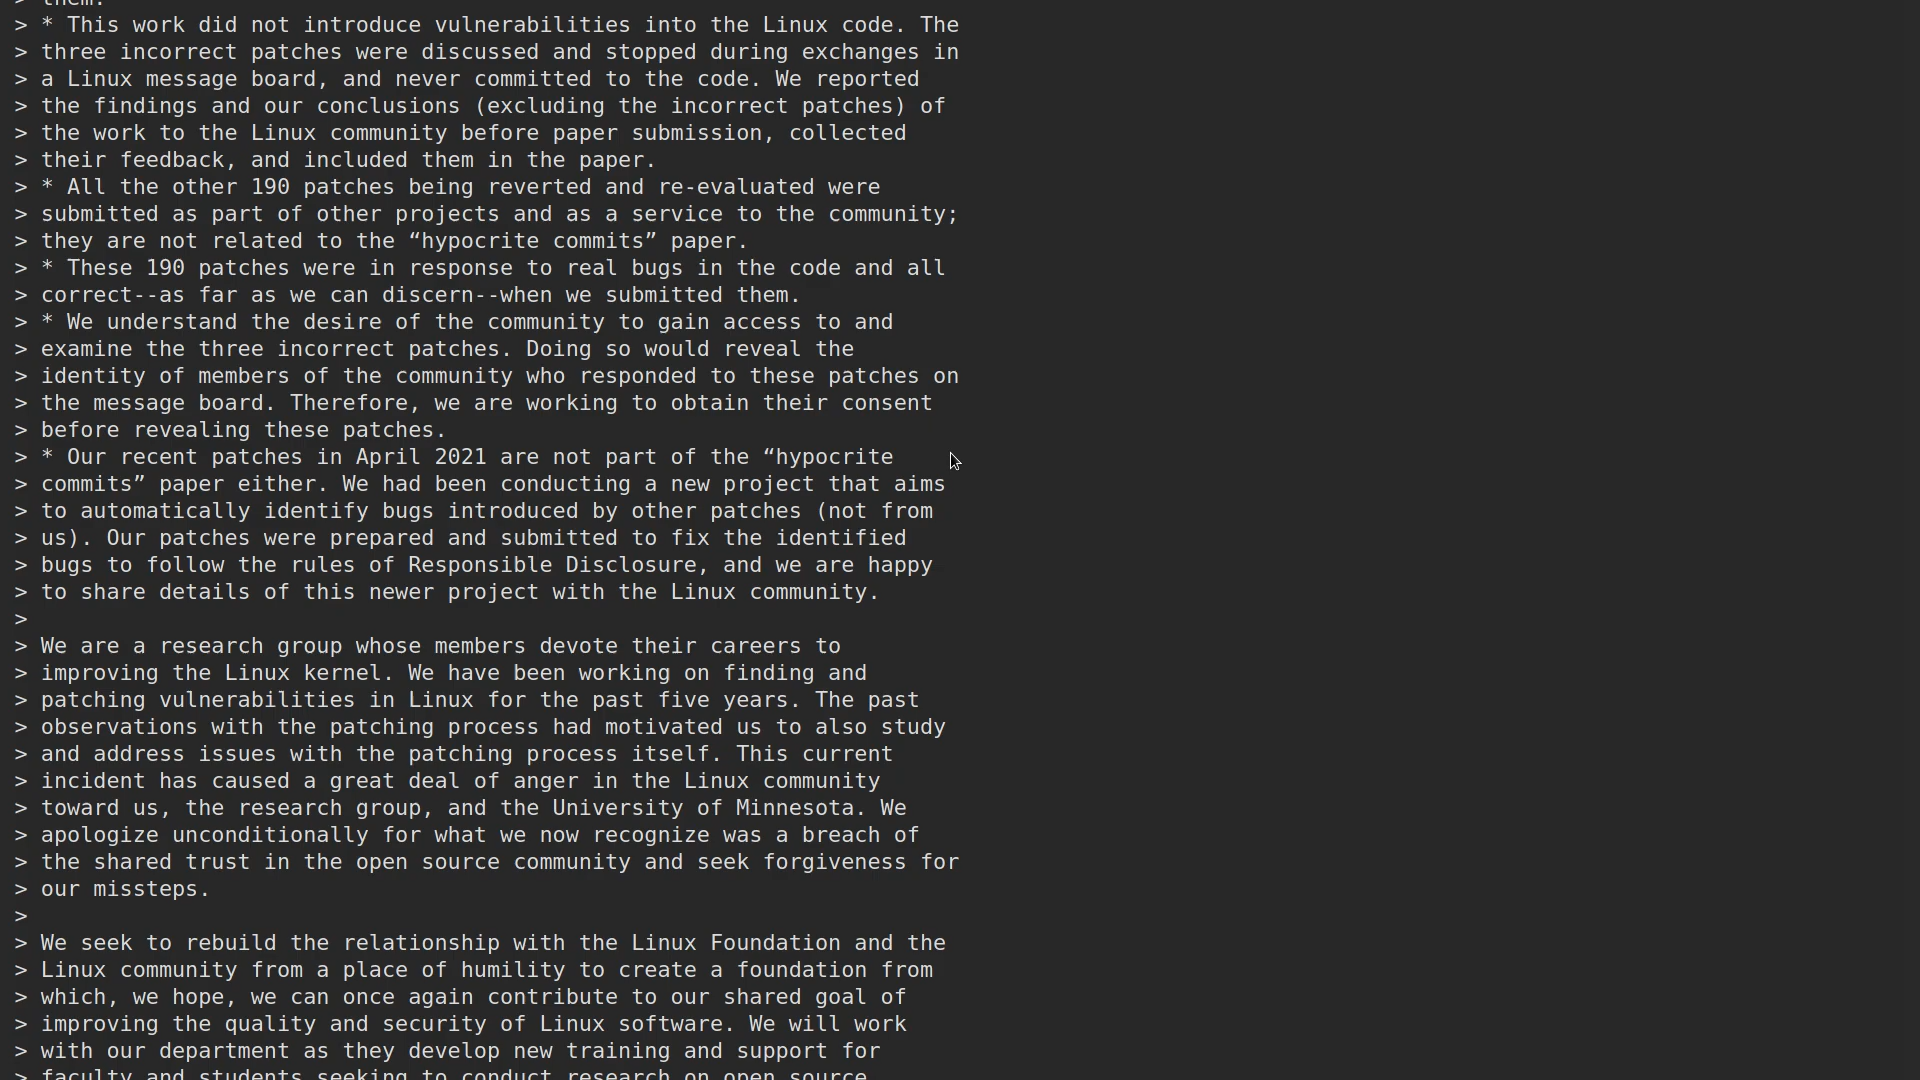 > them.
> * This work did not introduce vulnerabilities into the Linux code. The
> three incorrect patches were discussed and stopped during exchanges in
> a Linux message board, and never committed to the code. We reported
> the findings and our conclusions (excluding the incorrect patches) of
> the work to the Linux community before paper submission, collected
> their feedback, and included them in the paper.
> * All the other 190 patches being reverted and re-evaluated were
> submitted as part of other projects and as a service to the community;
> they are not related to the “hypocrite commits” paper.
> * These 190 patches were in response to real bugs in the code and all
> correct--as far as we can discern--when we submitted them.
> * We understand the desire of the community to gain access to and
> examine the three incorrect patches. Doing so would reveal the
> identity of members of the community who responded to these patches on
> the message board. Therefore, we are working to obtain their consent
> before revealing these patches.
> * Our recent patches in April 2021 are not part of the “hypocrite
> commits” paper either. We had been conducting a new project that aims
> to automatically identify bugs introduced by other patches (not from
> us). Our patches were prepared and submitted to fix the identified
> bugs to follow the rules of Responsible Disclosure, and we are happy
> to share details of this newer project with the Linux community.
>
> We are a research group whose members devote their careers to
> improving the Linux kernel. We have been working on finding and
> patching vulnerabilities in Linux for the past five years. The past
> observations with the patching process had motivated us to also study
> and address issues with the patching process itself. This current
> incident has caused a great deal of anger in the Linux community
> toward us, the research group, and the University of Minnesota. We
> apologize unconditionally for what we now recognize was a breach of
> the shared trust in the open source community and seek forgiveness for
> our missteps.
>
> We seek to rebuild the relationship with the Linux Foundation and the
> Linux community from a place of humility to create a foundation from
> which, we hope, we can once again contribute to our shared goal of
> improving the quality and security of Linux software. We will work
> with our department as they develop new training and support for
> faculty and students seeking to conduct research on open source